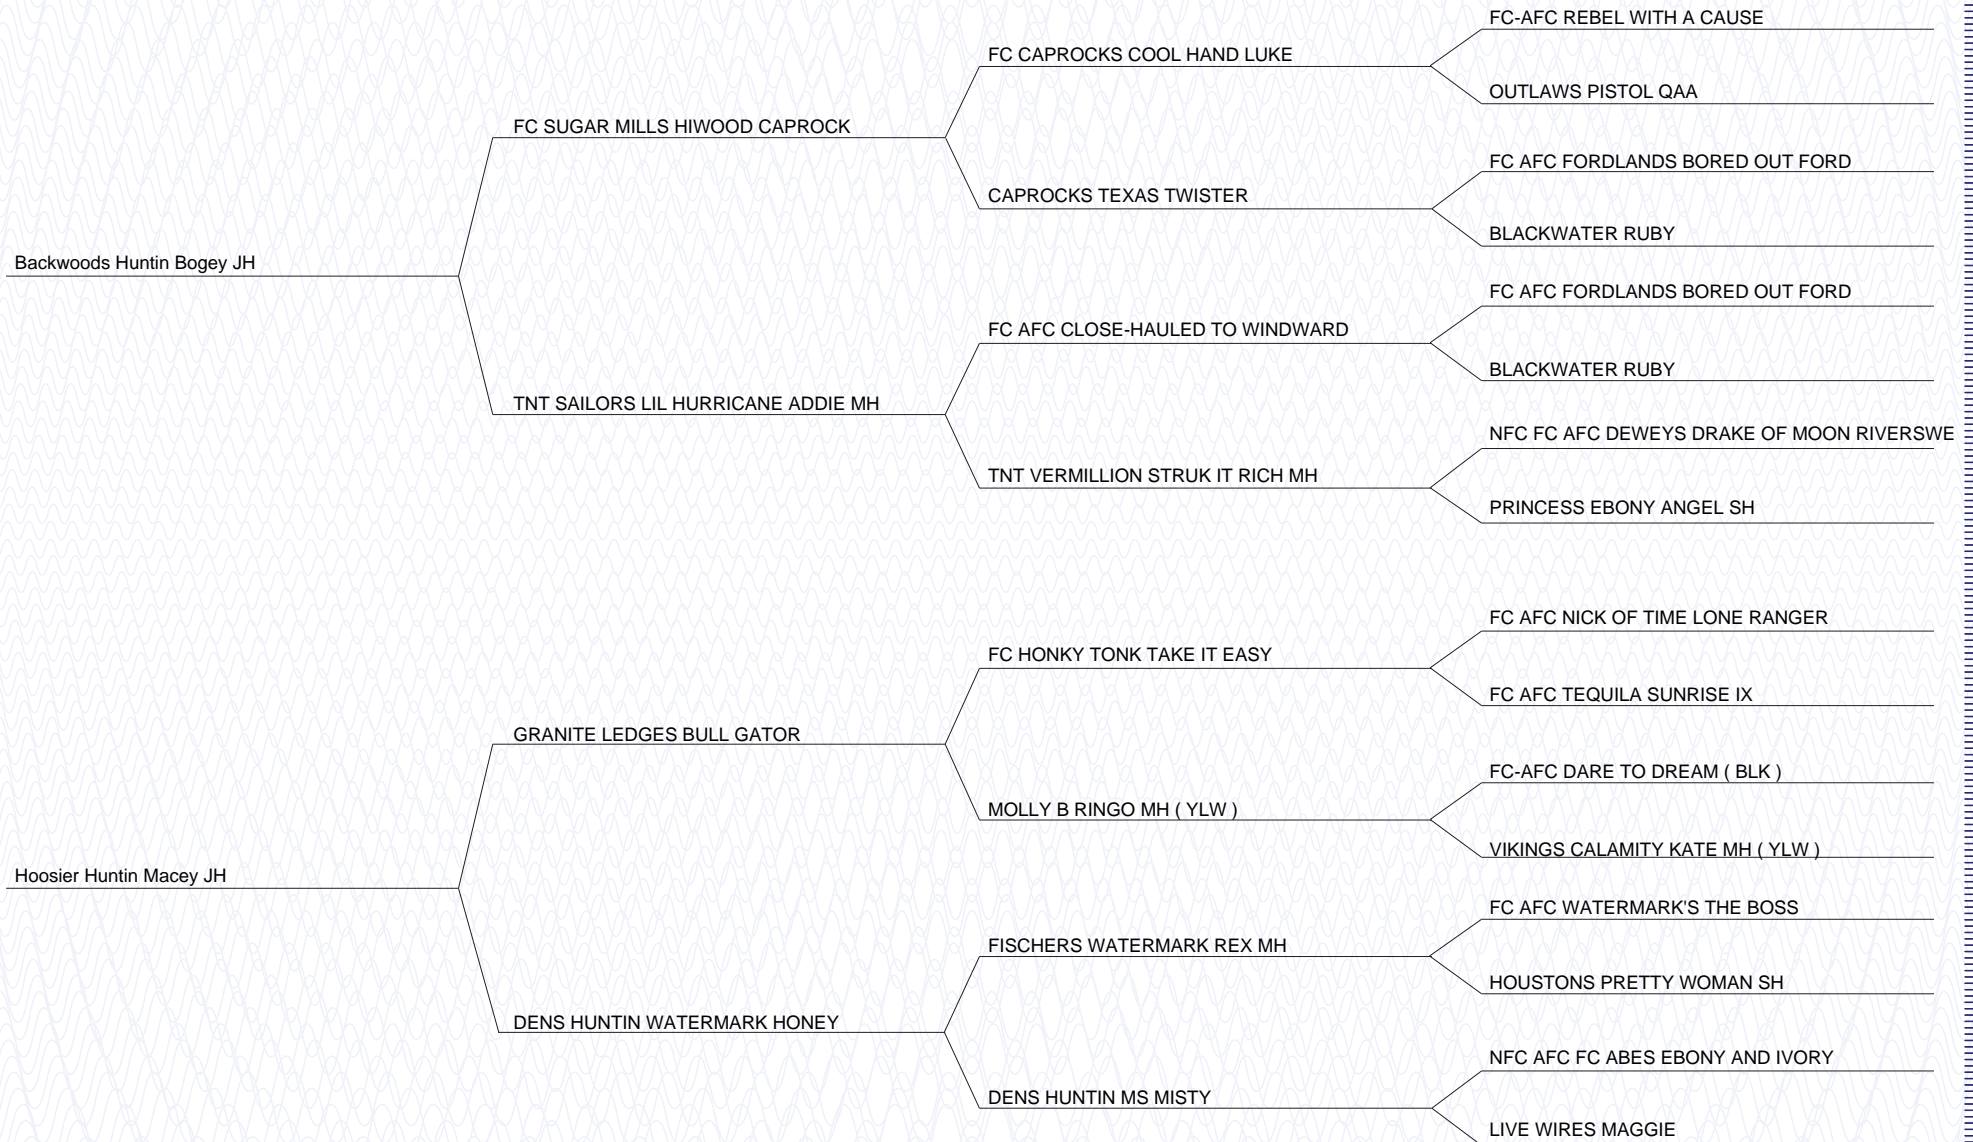 FC-AFC REBEL WITH A CAUSE
FC CAPROCKS COOL HAND LUKE
OUTLAWS PISTOL QAA
FC SUGAR MILLS HIWOOD CAPROCK
FC AFC FORDLANDS BORED OUT FORD
CAPROCKS TEXAS TWISTER
BLACKWATER RUBY
Backwoods Huntin Bogey JH
FC AFC FORDLANDS BORED OUT FORD
FC AFC CLOSE-HAULED TO WINDWARD
BLACKWATER RUBY
TNT SAILORS LIL HURRICANE ADDIE MH
NFC FC AFC DEWEYS DRAKE OF MOON RIVERSWE
TNT VERMILLION STRUK IT RICH MH
PRINCESS EBONY ANGEL SH
FC AFC NICK OF TIME LONE RANGER
FC HONKY TONK TAKE IT EASY
FC AFC TEQUILA SUNRISE IX
GRANITE LEDGES BULL GATOR
FC-AFC DARE TO DREAM ( BLK )
MOLLY B RINGO MH ( YLW )
VIKINGS CALAMITY KATE MH ( YLW )
Hoosier Huntin Macey JH
FC AFC WATERMARK'S THE BOSS
FISCHERS WATERMARK REX MH
HOUSTONS PRETTY WOMAN SH
DENS HUNTIN WATERMARK HONEY
NFC AFC FC ABES EBONY AND IVORY
DENS HUNTIN MS MISTY
LIVE WIRES MAGGIE